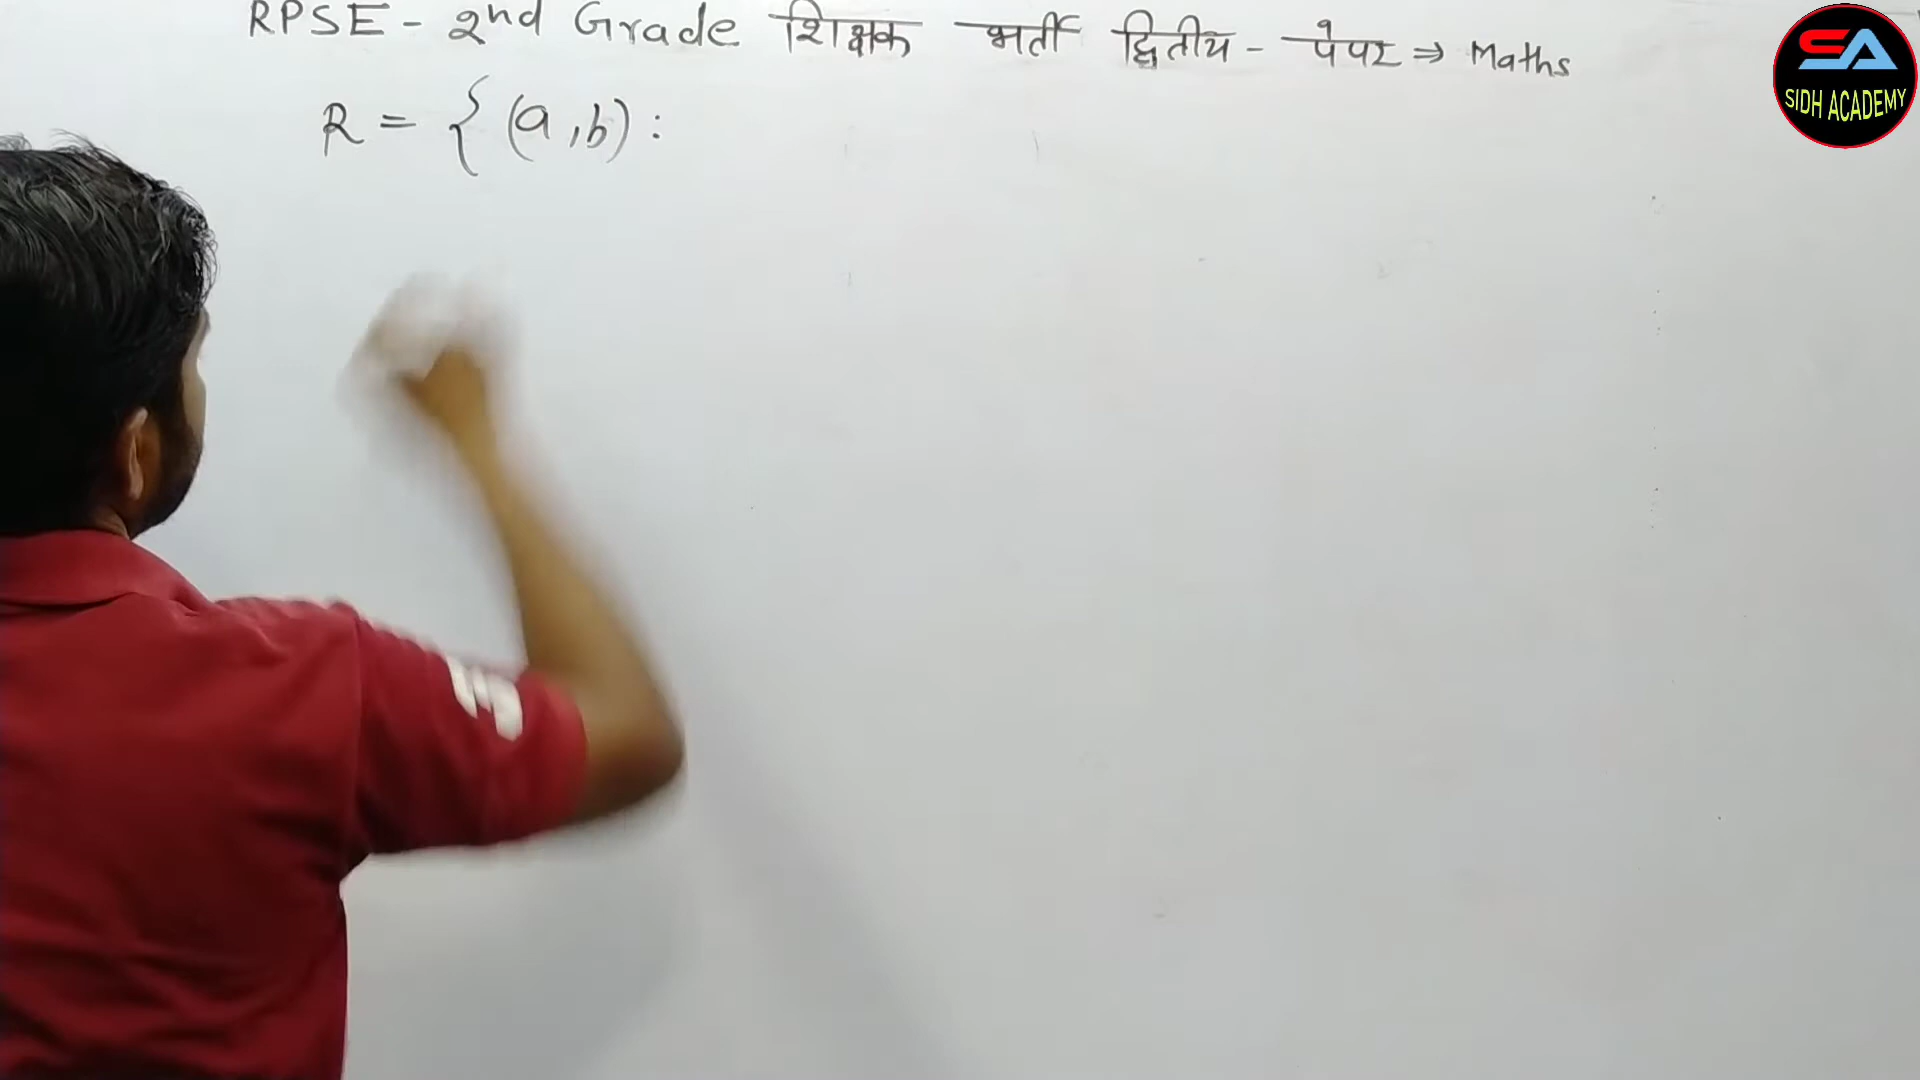 RPSE - 2nd Grade शिक्षक भर्ती द्वितीय - पेपर ⇒ Maths
R = { (a, b) :
SA
SIDH ACADEMY